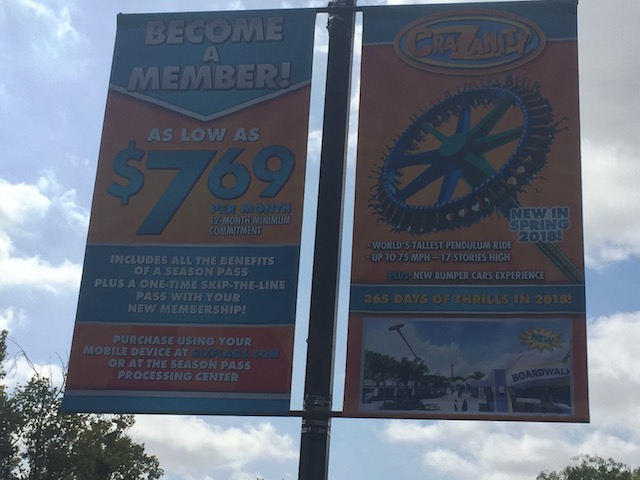 BECOME
A
MEMBER!
AS LOW AS
$7.69
PER MONTH
12-MONTH MINIMUM
COMMITMENT
INCLUDES ALL THE BENEFITS
OF A SEASON PASS
PLUS A ONE-TIME SKIP-THE-LINE
PASS WITH YOUR
NEW MEMBERSHIP!
PURCHASE USING YOUR
MOBILE DEVICE AT SIXFLAGS.COM
OR AT THE SEASON PASS
PROCESSING CENTER
CRAZANITY
NEW IN
SPRING
2018!
- WORLD'S TALLEST PENDULUM RIDE
- UP TO 75 MPH – 17 STORIES HIGH
PLUS: NEW BUMPER CARS EXPERIENCE
365 DAYS OF THRILLS IN 2018!
NEW
BOARDWALK